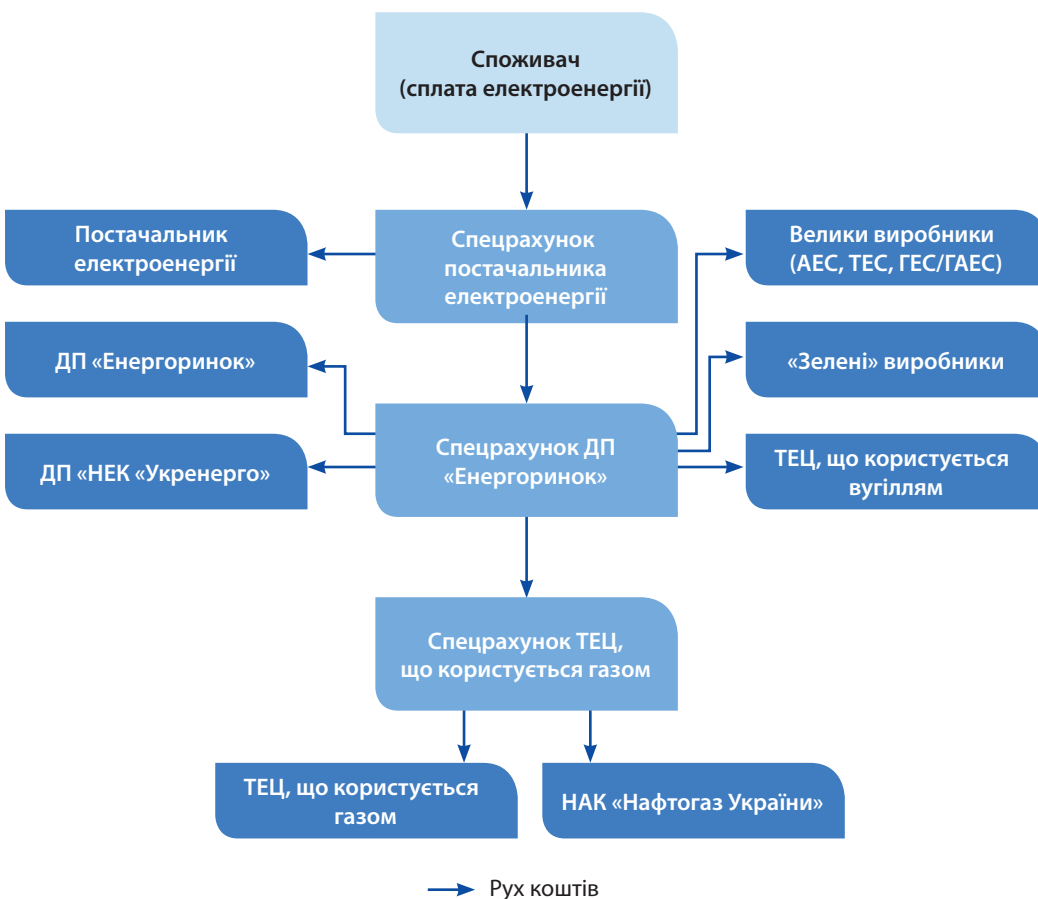 Споживач
(сплата електроенергії)
Постачальник
електроенергії
Спецрахунок
постачальника
електроенергії
Велики виробники
(АЕС, ТЕС, ГЕС/ГАЕС)
ДП «Енергоринок»
«Зелені» виробники
ДП «НЕК «Укренерго»
Спецрахунок ДП
«Енергоринок»
ТЕЦ, що користується
вугіллям
Спецрахунок ТЕЦ,
що користується газом
ТЕЦ, що користується
газом
НАК «Нафтогаз України»
Рух коштів